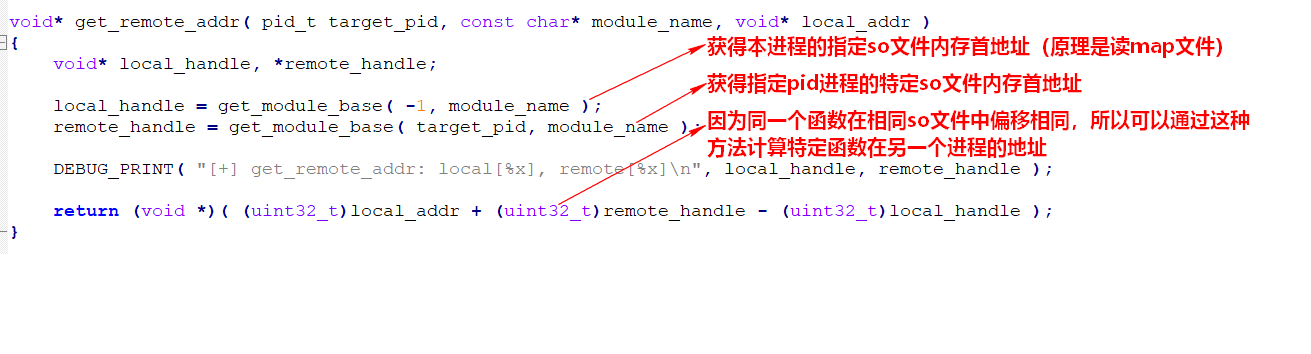 void* get_remote_addr( pid_t target_pid, const char* module_name, void* local_addr )
{
获得本进程的指定so文件内存首地址（原理是读map文件)
void* local_handle, *remote_handle;
获得指定pid进程的特定so文件内存首地址
local_handle = get_module_base( -1, module_name );
remote_handle = get_module_base( target_pid, module_name );
因为同一个函数在相同so文件中偏移相同，所以可以通过这种
方法计算特定函数在另一个进程的地址
DEBUG_PRINT( "[+] get_remote_addr: local[%x], remote[%x]\n", local_handle, remote_handle );
return (void *)( (uint32_t)local_addr + (uint32_t)remote_handle - (uint32_t)local_handle );
}